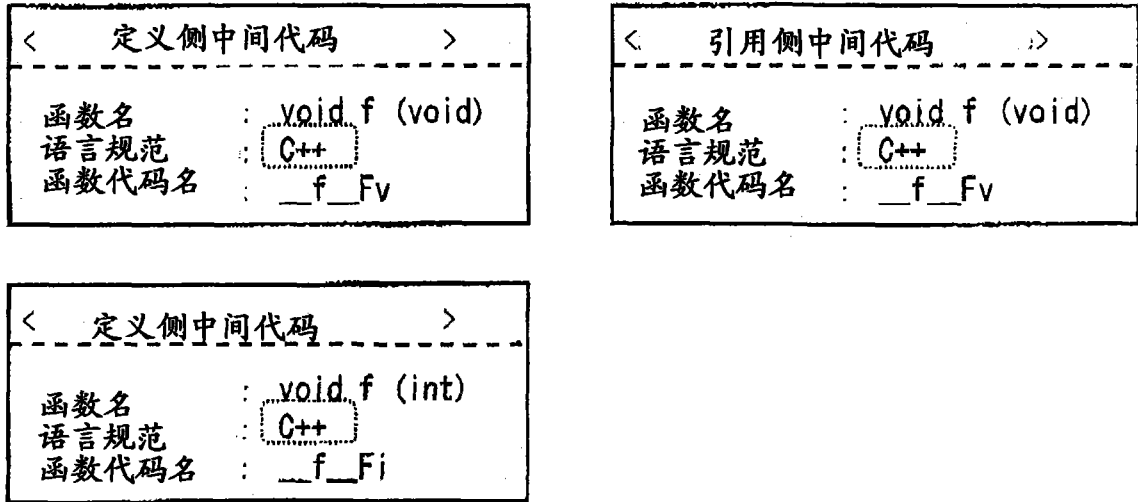 < 定义侧中间代码 >
函数名 : void f (void)
语言规范 : C++
函数代码名 : __f__Fv
< 引用侧中间代码 >
函数名 : void f (void)
语言规范 : C++
函数代码名 : __f__Fv
< 定义侧中间代码 >
函数名 : void f (int)
语言规范 : C++
函数代码名 : __f__Fi